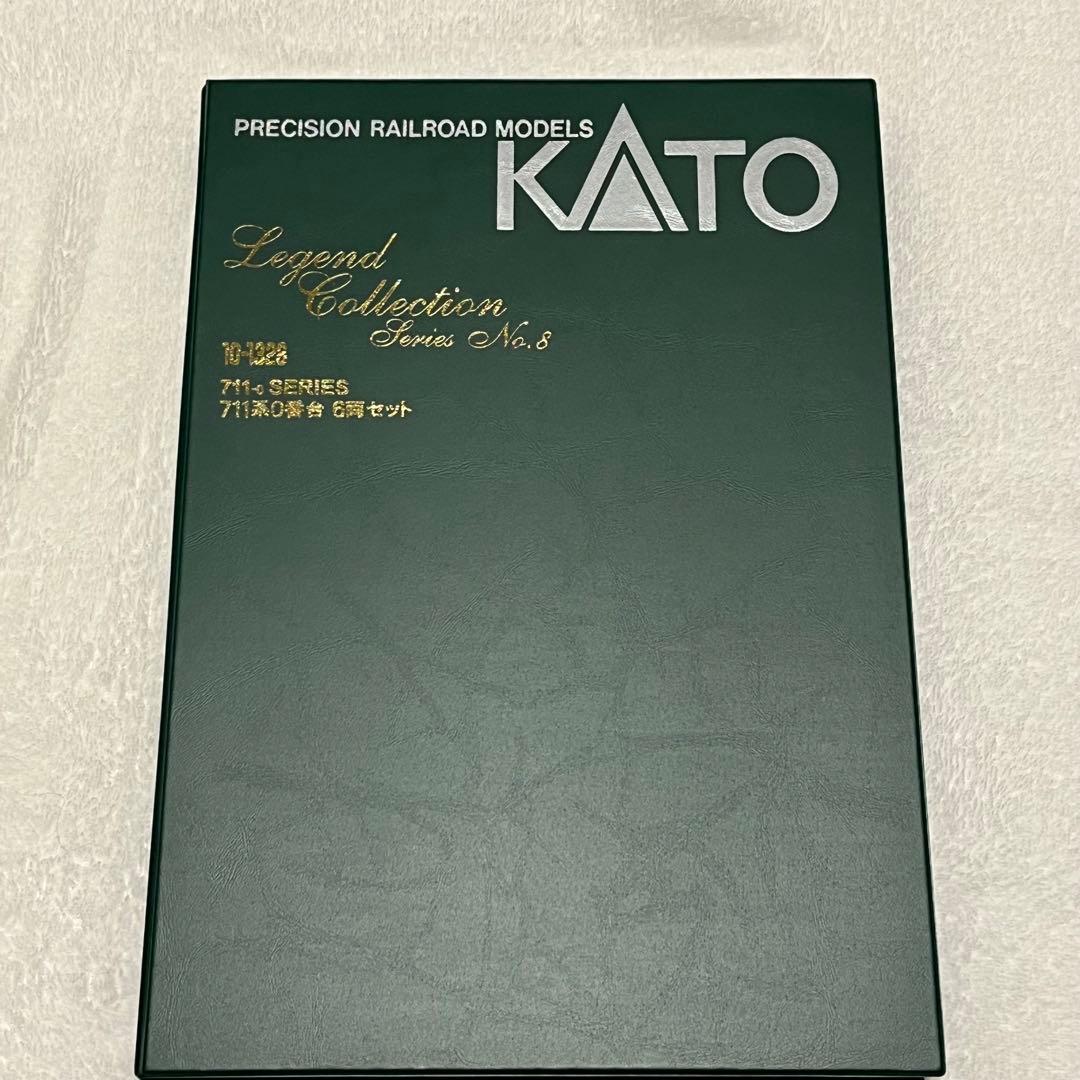 PRECISION RAILROAD MODELS
KATO
Legend
Collection
Series No.8
10-1328
711-0 SERIES
711系0番台 6両セット